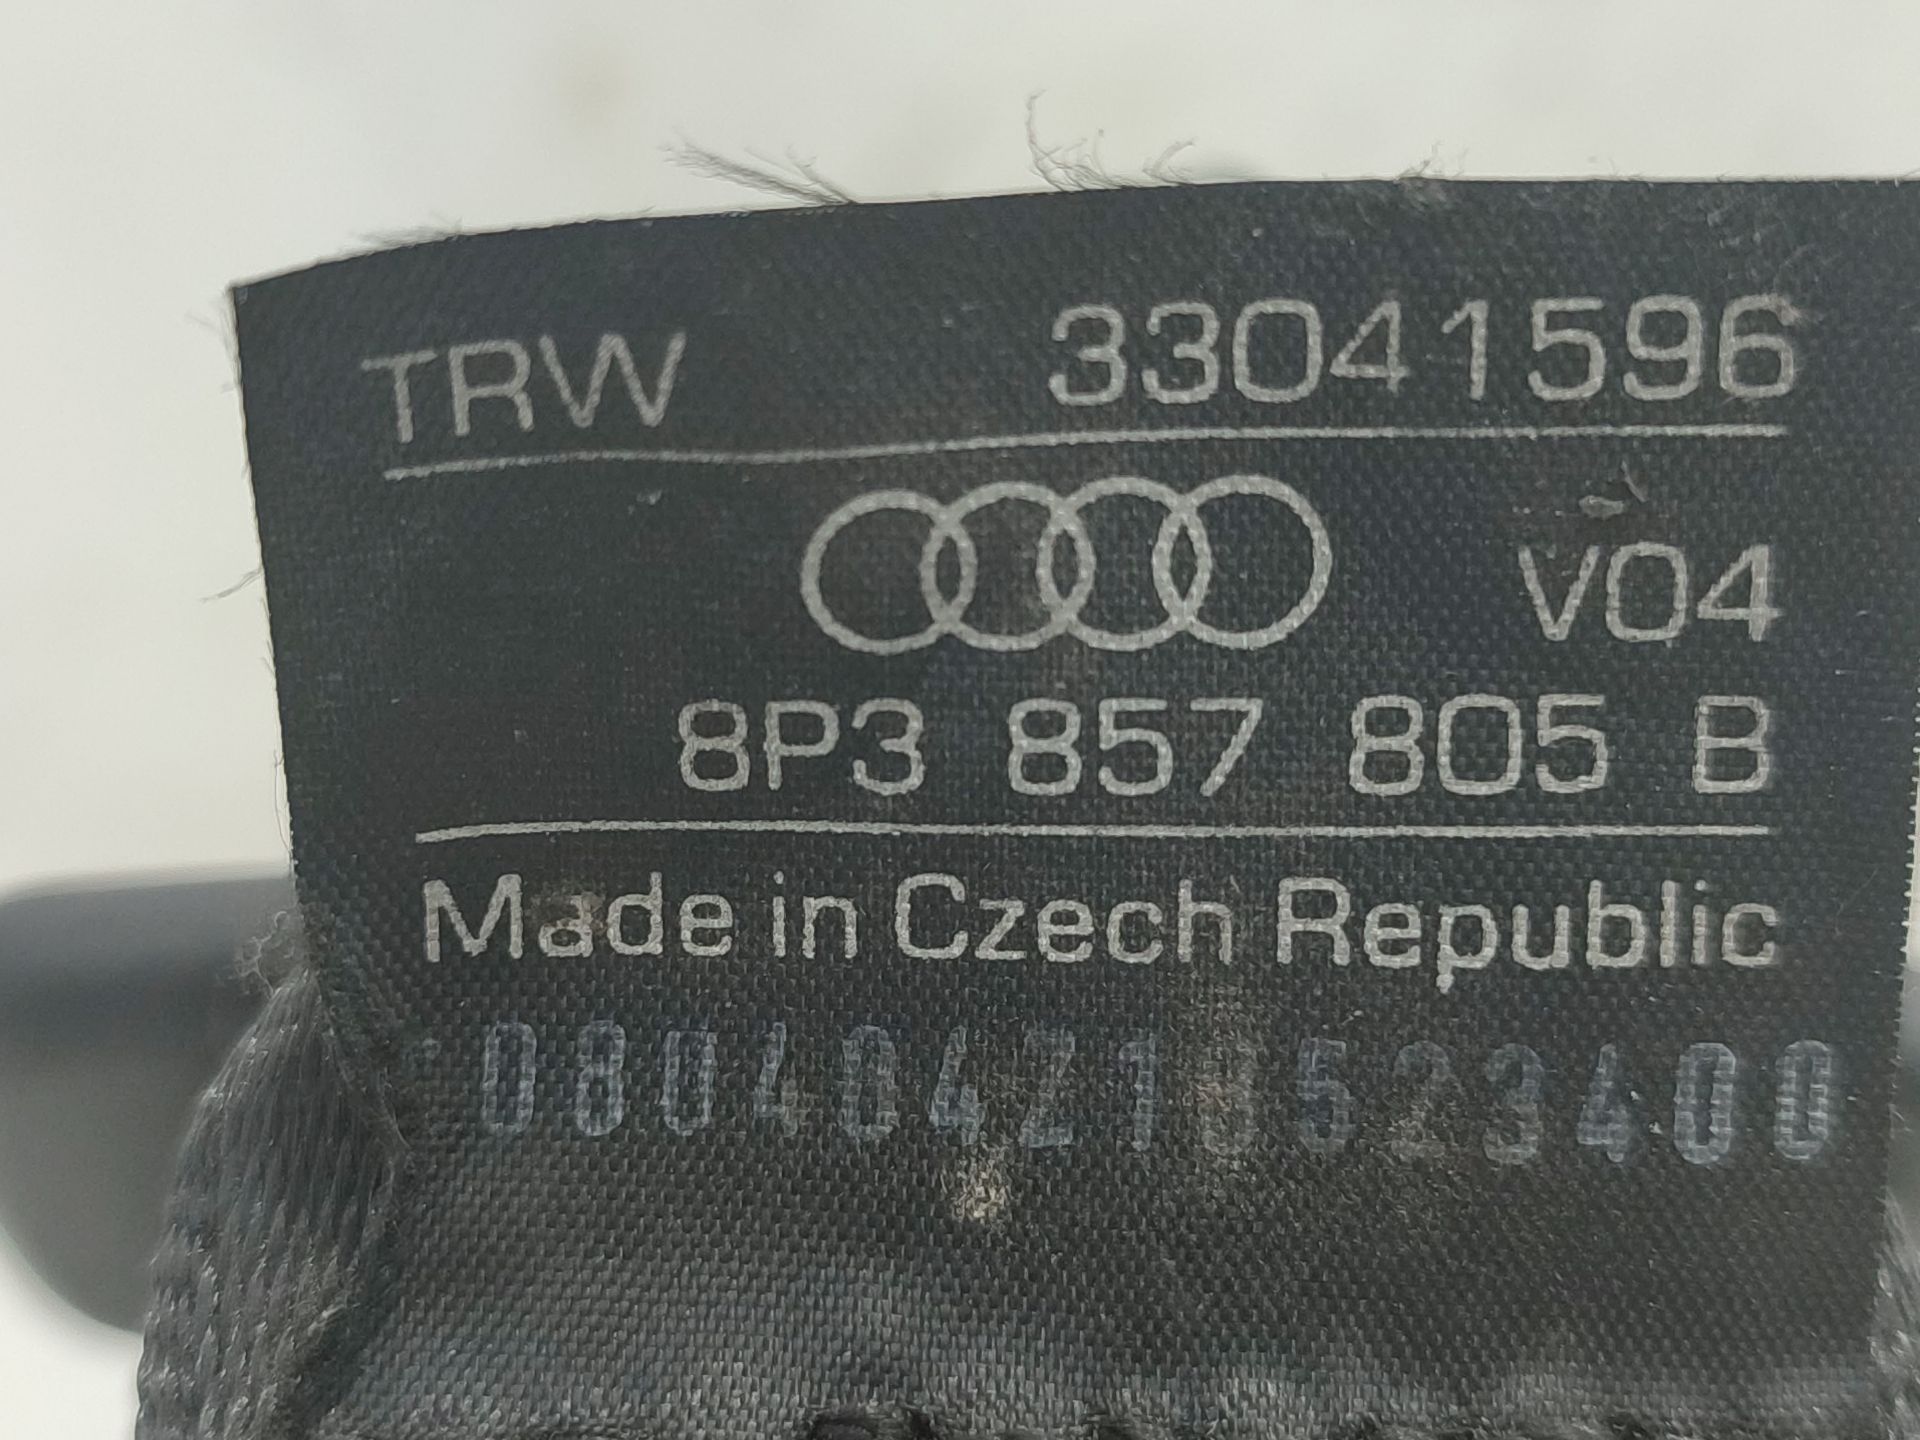 TRW 33041596
V04
8P3 857 805 B
Made in Czech Republic